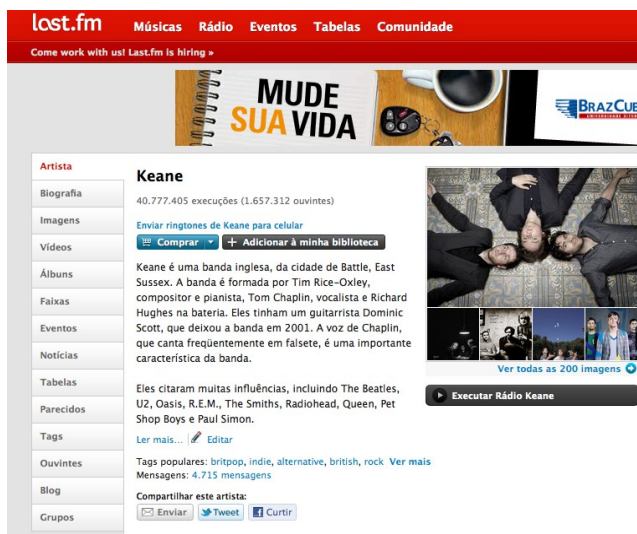 last.fm
Músicas Rádio Eventos Tabelas Comunidade
Come work with us! Last.fm is hiring »
MUDE
SUA VIDA
BRAZCUB
Artista
Biografia
Imagens
Vídeos
Álbuns
Faixas
Eventos
Notícias
Tabelas
Parecidos
Tags
Ouvintes
Blog
Grupos
Keane
40.777.405 execuções (1.657.312 ouvintes)
Enviar ringtones de Keane para celular
Comprar
+ Adicionar à minha biblioteca
Keane é uma banda inglesa, da cidade de Battle, East
Sussex. A banda é formada por Tim Rice-Oxley,
compositor e pianista, Tom Chaplin, vocalista e Richard
Hughes na bateria. Eles tinham um guitarrista Dominic
Scott, que deixou a banda em 2001. A voz de Chaplin,
que canta freqüentemente em falsete, é uma importante
característica da banda.
Eles citaram muitas influências, incluindo The Beatles,
U2, Oasis, R.E.M., The Smiths, Radiohead, Queen, Pet
Shop Boys e Paul Simon.
Ler mais... | Editar
Tags populares: britpop, indie, alternative, british, rock Ver mais
Mensagens: 4.715 mensagens
Compartilhar este artista:
Enviar Tweet Curtir
Ver todas as 200 imagens
Executar Rádio Keane